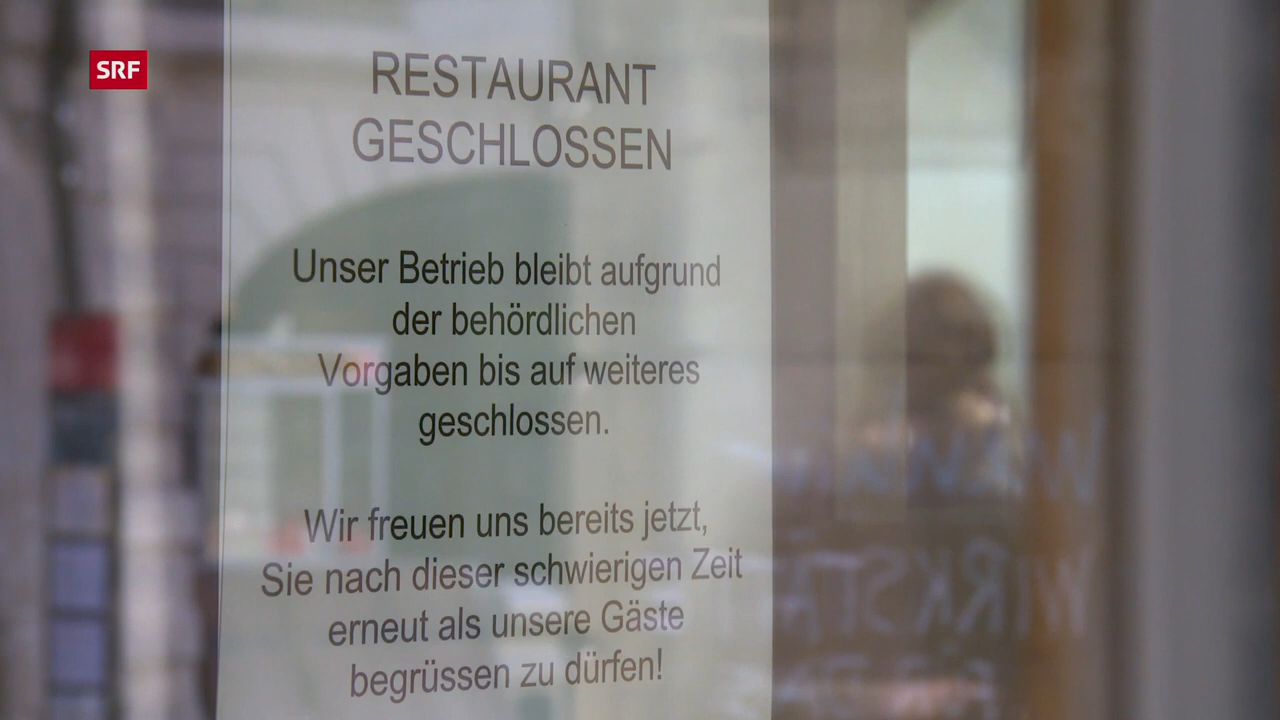 SRF
RESTAURANT
GESCHLOSSEN
Unser Betrieb bleibt aufgrund
der behördlichen
Vorgaben bis auf weiteres
geschlossen.
Wir freuen uns bereits jetzt,
Sie nach dieser schwierigen Zeit
erneut als unsere Gäste
begrüssen zu dürfen!